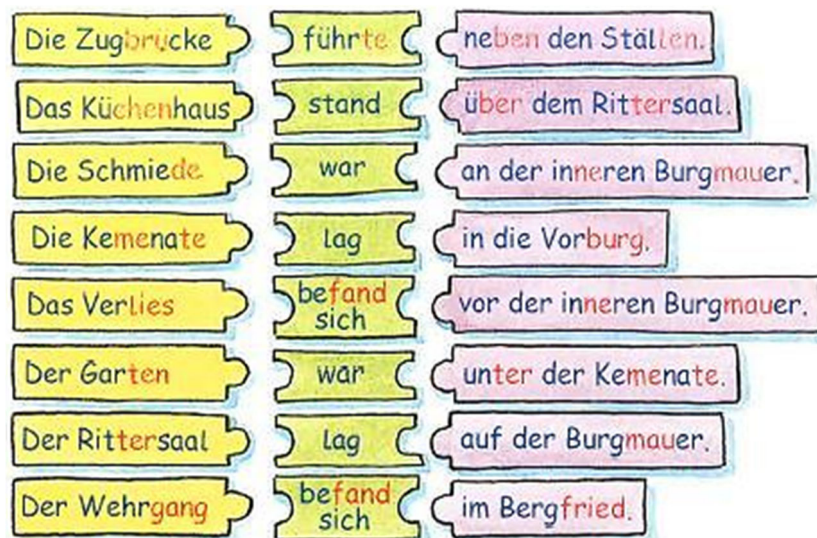 Die Zugbrücke führte neben den Ställen.
Das Küchenhaus stand über dem Rittersaal.
Die Schmiede war an der inneren Burgmauer.
Die Kemenate lag in die Vorburg.
Das Verlies befand sich vor der inneren Burgmauer.
Der Garten war unter der Kemenate.
Der Rittersaal lag auf der Burgmauer.
Der Wehrgang befand sich im Bergfried.